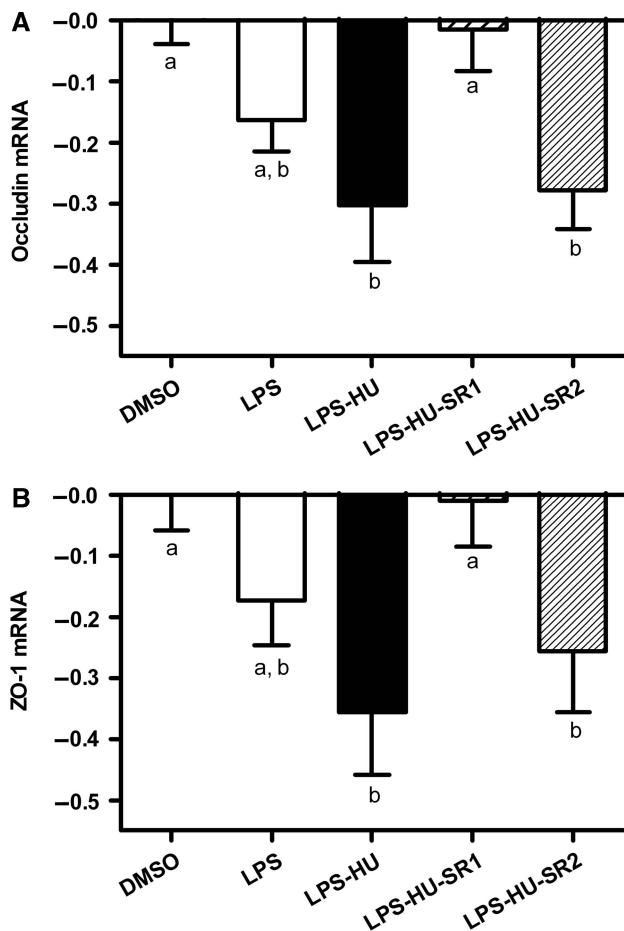 A
Occludin mRNA
–0.0
–0.1
–0.2
–0.3
–0.4
–0.5
a
a, b
b
a
b
DMSO
LPS
LPS-HU
LPS-HU-SR1
LPS-HU-SR2
B
ZO-1 mRNA
–0.0
–0.1
–0.2
–0.3
–0.4
–0.5
a
a, b
b
a
b
DMSO
LPS
LPS-HU
LPS-HU-SR1
LPS-HU-SR2